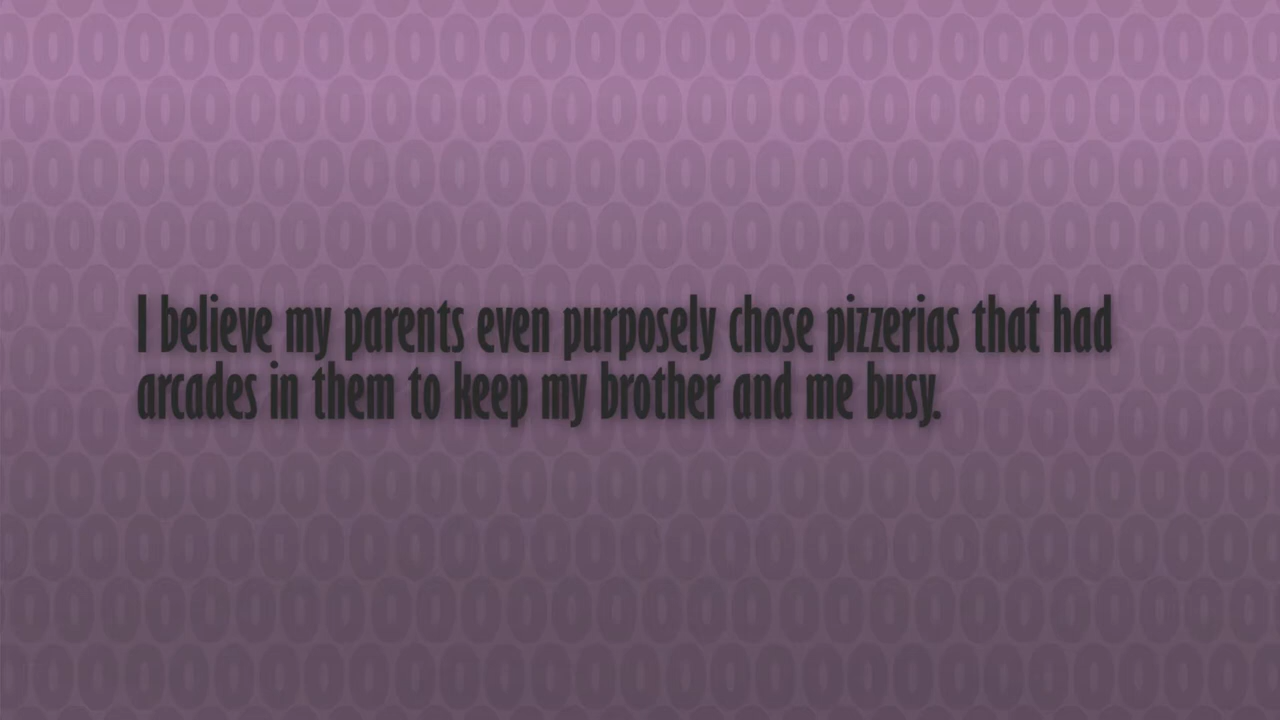 I believe my parents even purposely chose pizzerias that had
arcades in them to keep my brother and me busy.